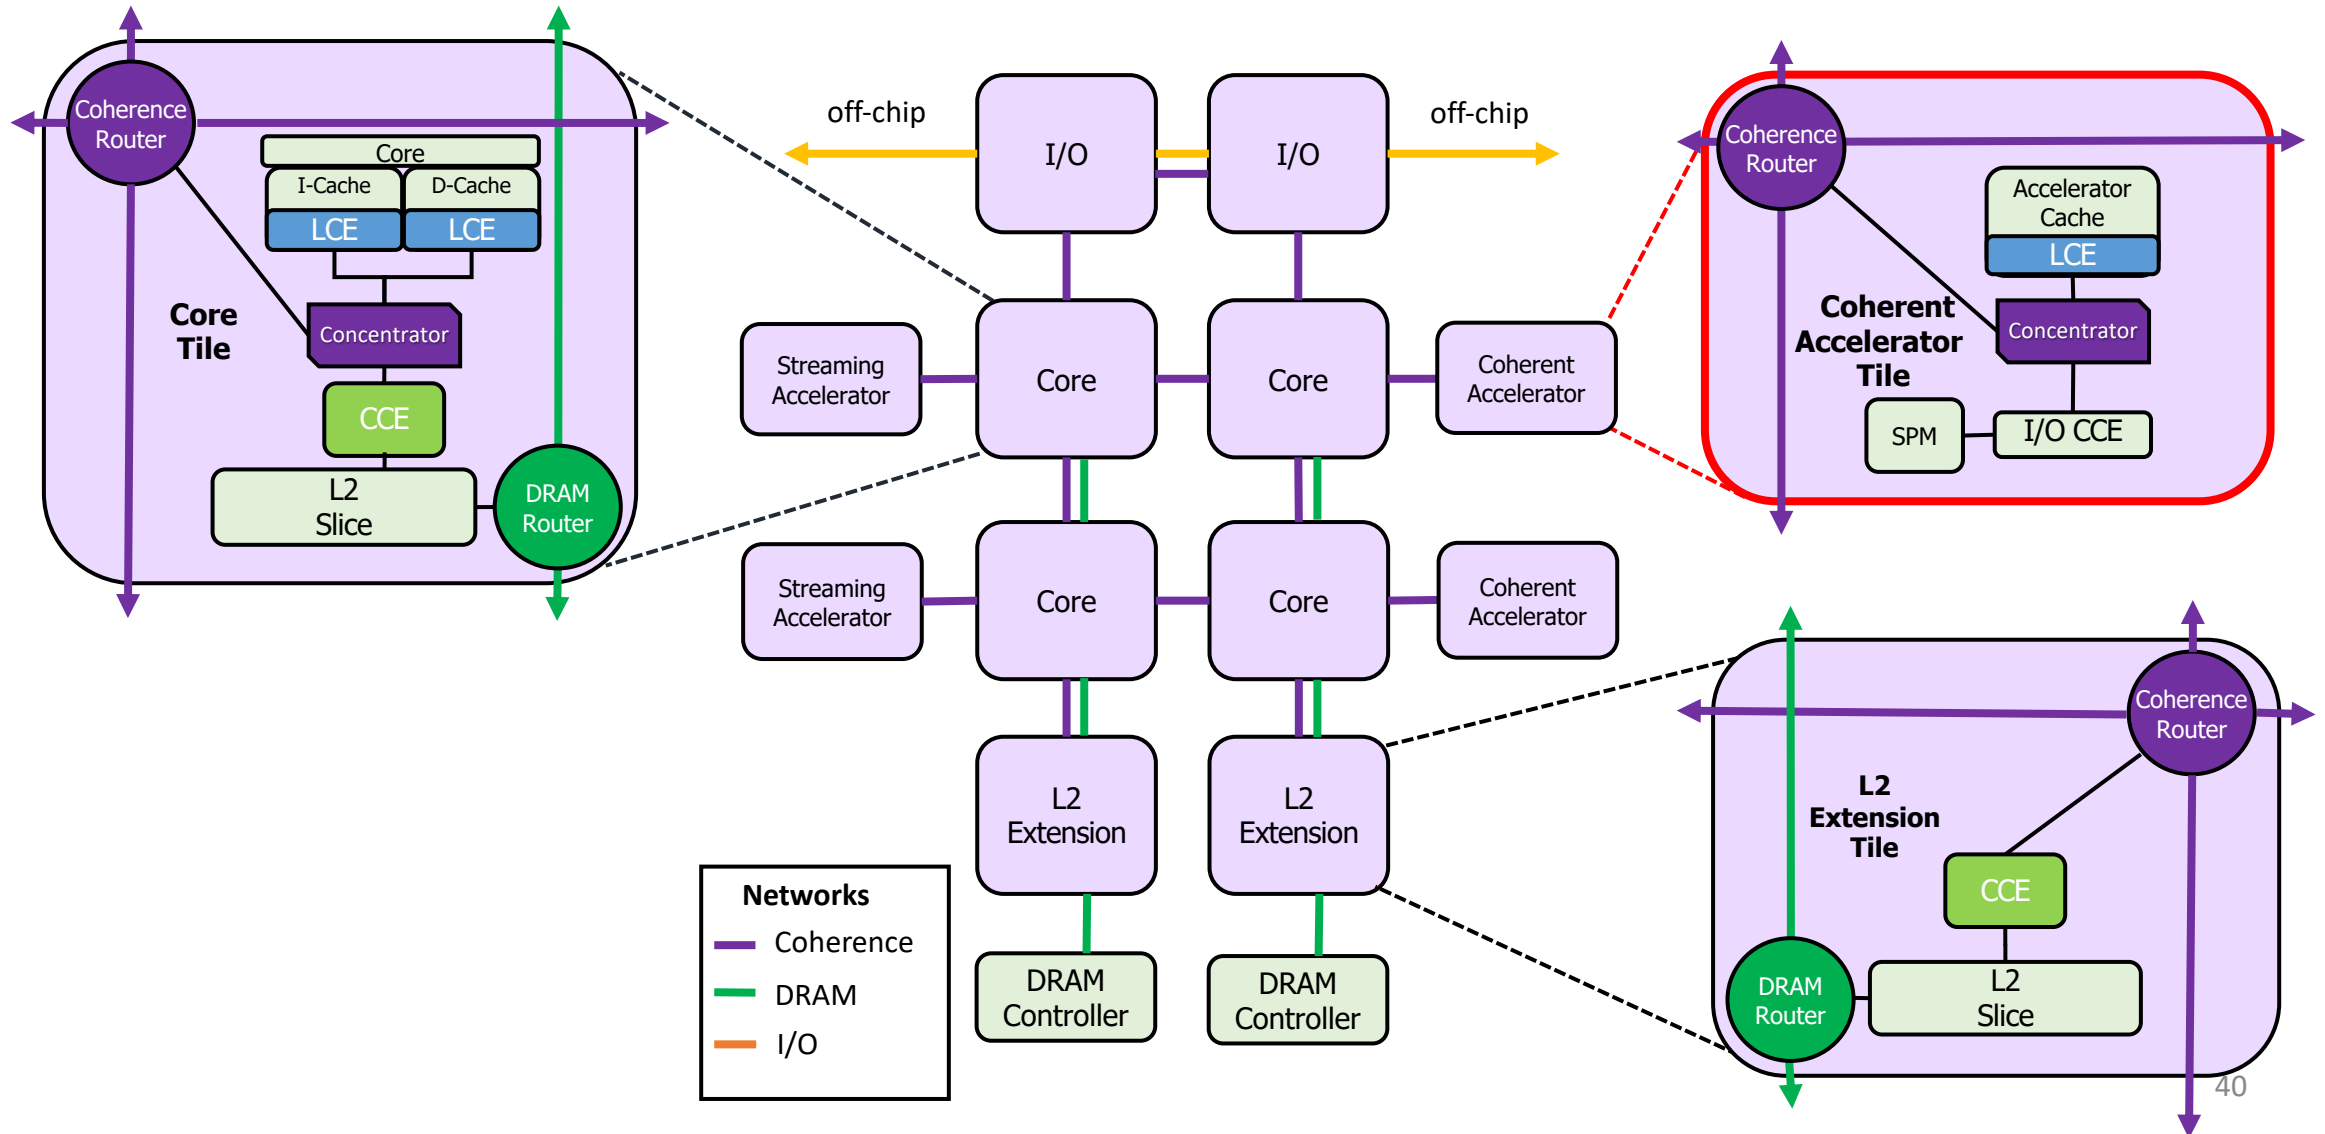 Coherence
Router
Core
I-Cache
D-Cache
LCE
LCE
Core
Tile
Concentrator
CCE
L2
Slice
DRAM
Router
off-chip
I/O
I/O
off-chip
Streaming
Accelerator
Core
Core
Coherent
Accelerator
Streaming
Accelerator
Core
Core
Coherent
Accelerator
L2
Extension
L2
Extension
DRAM
Controller
DRAM
Controller
Networks
Coherence
DRAM
I/O
Coherence
Router
Accelerator
Cache
LCE
Coherent
Accelerator
Tile
Concentrator
SPM
I/O CCE
Coherence
Router
L2
Extension
Tile
CCE
DRAM
Router
L2
Slice
40